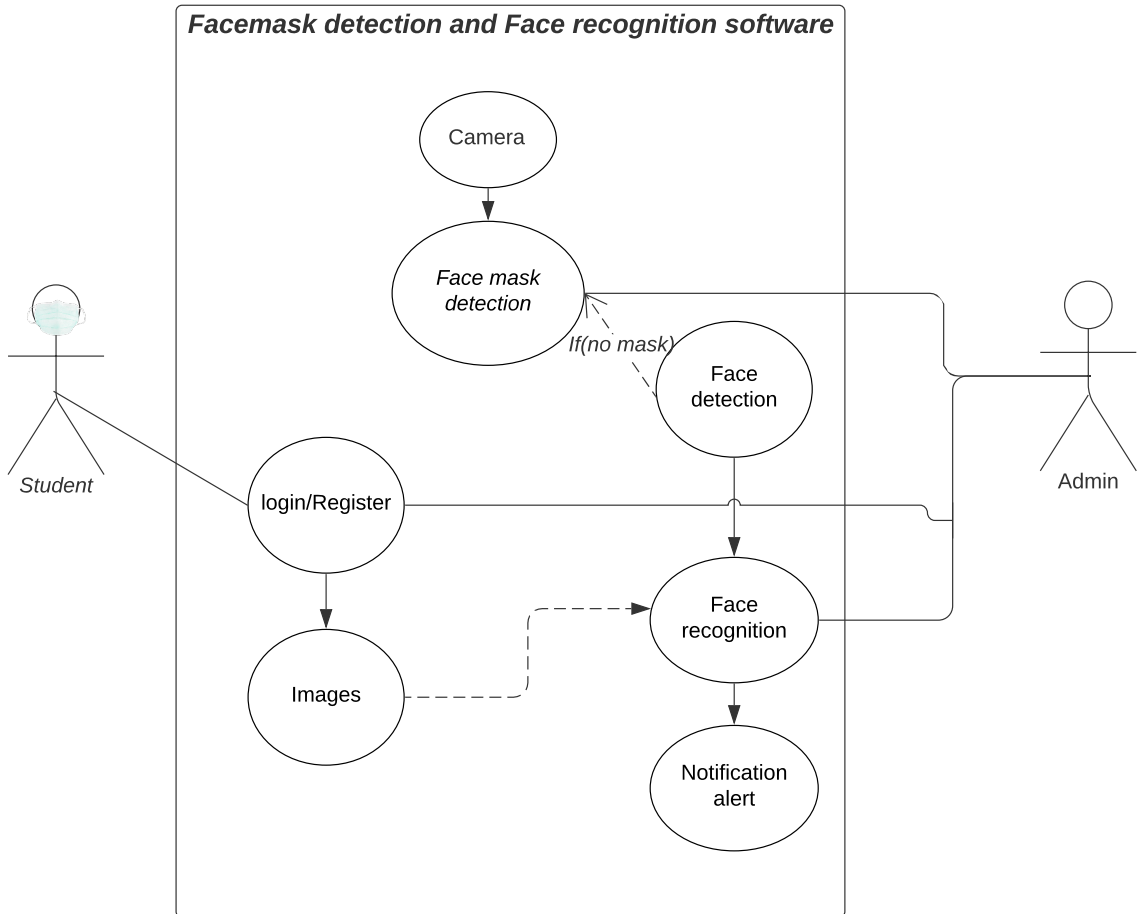 Facemask detection and Face recognition software
Camera
Face mask
detection
If(no mask)
Face
detection
Student
Admin
login/Register
Face
recognition
Images
Notification
alert